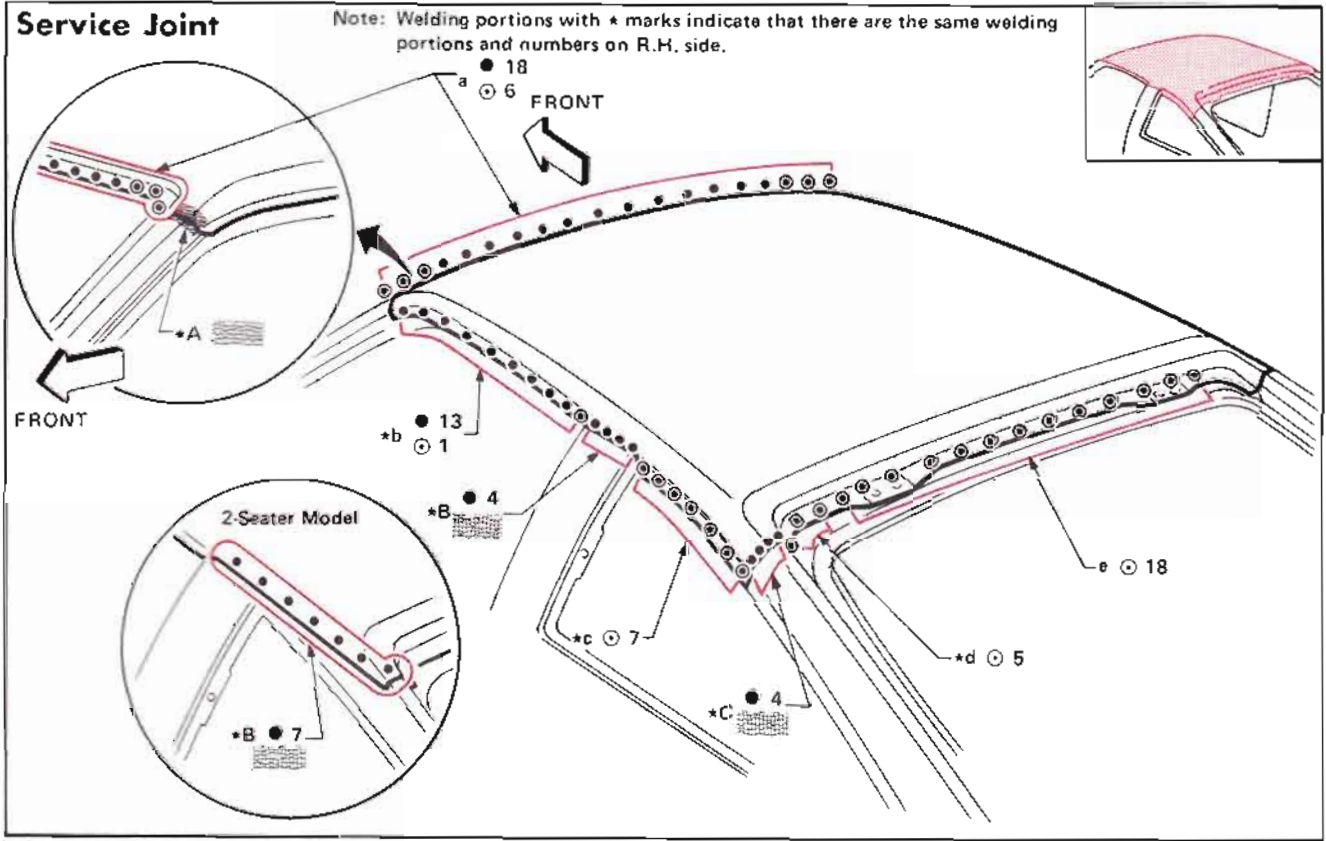 Service Joint
Note: Welding portions with * marks indicate that there are the same welding
portions and numbers on R.H. side.
a ● 18
⊙ 6
FRONT
*A
FRONT
*b ● 13
⊙ 1
*B ● 4
2-Seater Model
*B ● 7
*c ⊙ 7
*C ● 4
*d ⊙ 5
e ⊙ 18